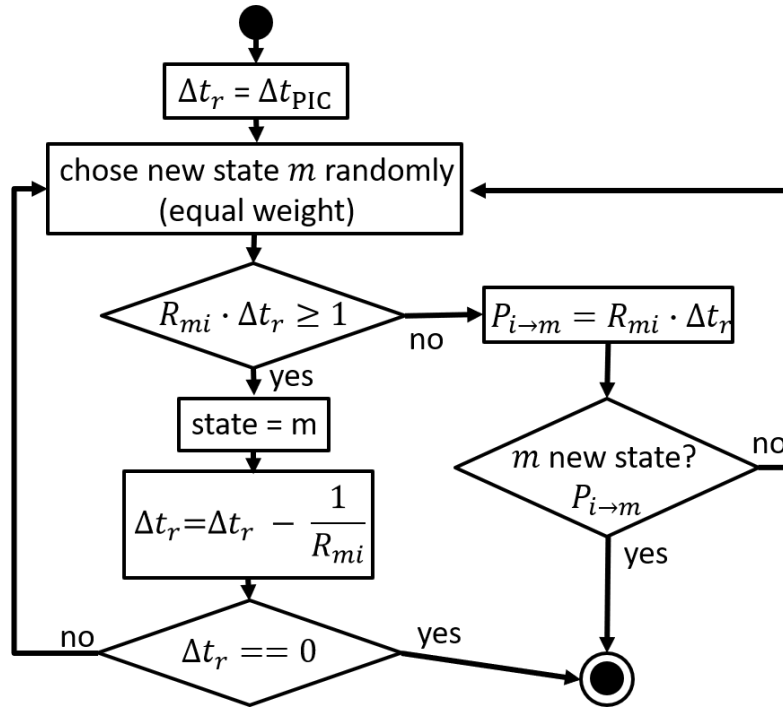 Δt_r = Δt_PIC
chose new state m randomly
(equal weight)
R_mi · Δt_r ≥ 1
no
P_i→m = R_mi · Δt_r
yes
state = m
m new state?
P_i→m
no
Δt_r=Δt_r − 1/R_mi
yes
no
Δt_r == 0
yes